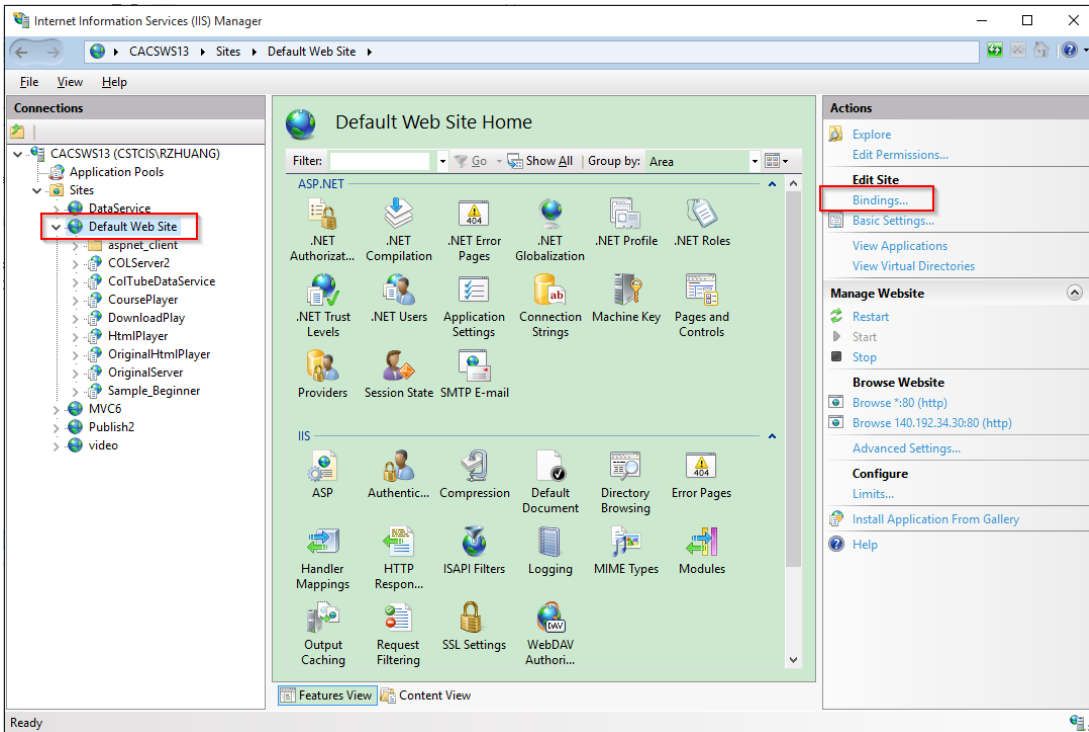 Internet Information Services (IIS) Manager
CACSWS13 Sites Default Web Site
File View Help
Connections
CACSWS13 (CSTCIS\RZHUANG)
Application Pools
Sites
DataService
Default Web Site
aspnet_client
COLServer2
ColTubeDataService
CoursePlayer
DownloadPlay
HtmlPlayer
OriginalHtmlPlayer
OriginalServer
Sample_Beginner
MVC6
Publish2
video
Default Web Site Home
Filter: Go Show All Group by: Area
ASP.NET
.NET Authorizat...
.NET Compilation
404
.NET Error Pages
.NET Globalization
.NET Profile
.NET Roles
.NET Trust Levels
.NET Users
Application Settings
ab
Connection Strings
Machine Key
Pages and Controls
Providers
Session State
SMTP E-mail
IIS
ASP
Authentic...
Compression
Default Document
Directory Browsing
404
Error Pages
Handler Mappings
HTTP Respon...
ISAPI Filters
Logging
MIME Types
Modules
Output Caching
Request Filtering
SSL Settings
DAV
WebDAV Authori...
Features View Content View
Actions
Explore
Edit Permissions...
Edit Site
Bindings...
Basic Settings...
View Applications
View Virtual Directories
Manage Website
Restart
Start
Stop
Browse Website
Browse *:80 (http)
Browse 140.192.34.30:80 (http)
Advanced Settings...
Configure
Limits...
Install Application From Gallery
Help
Ready